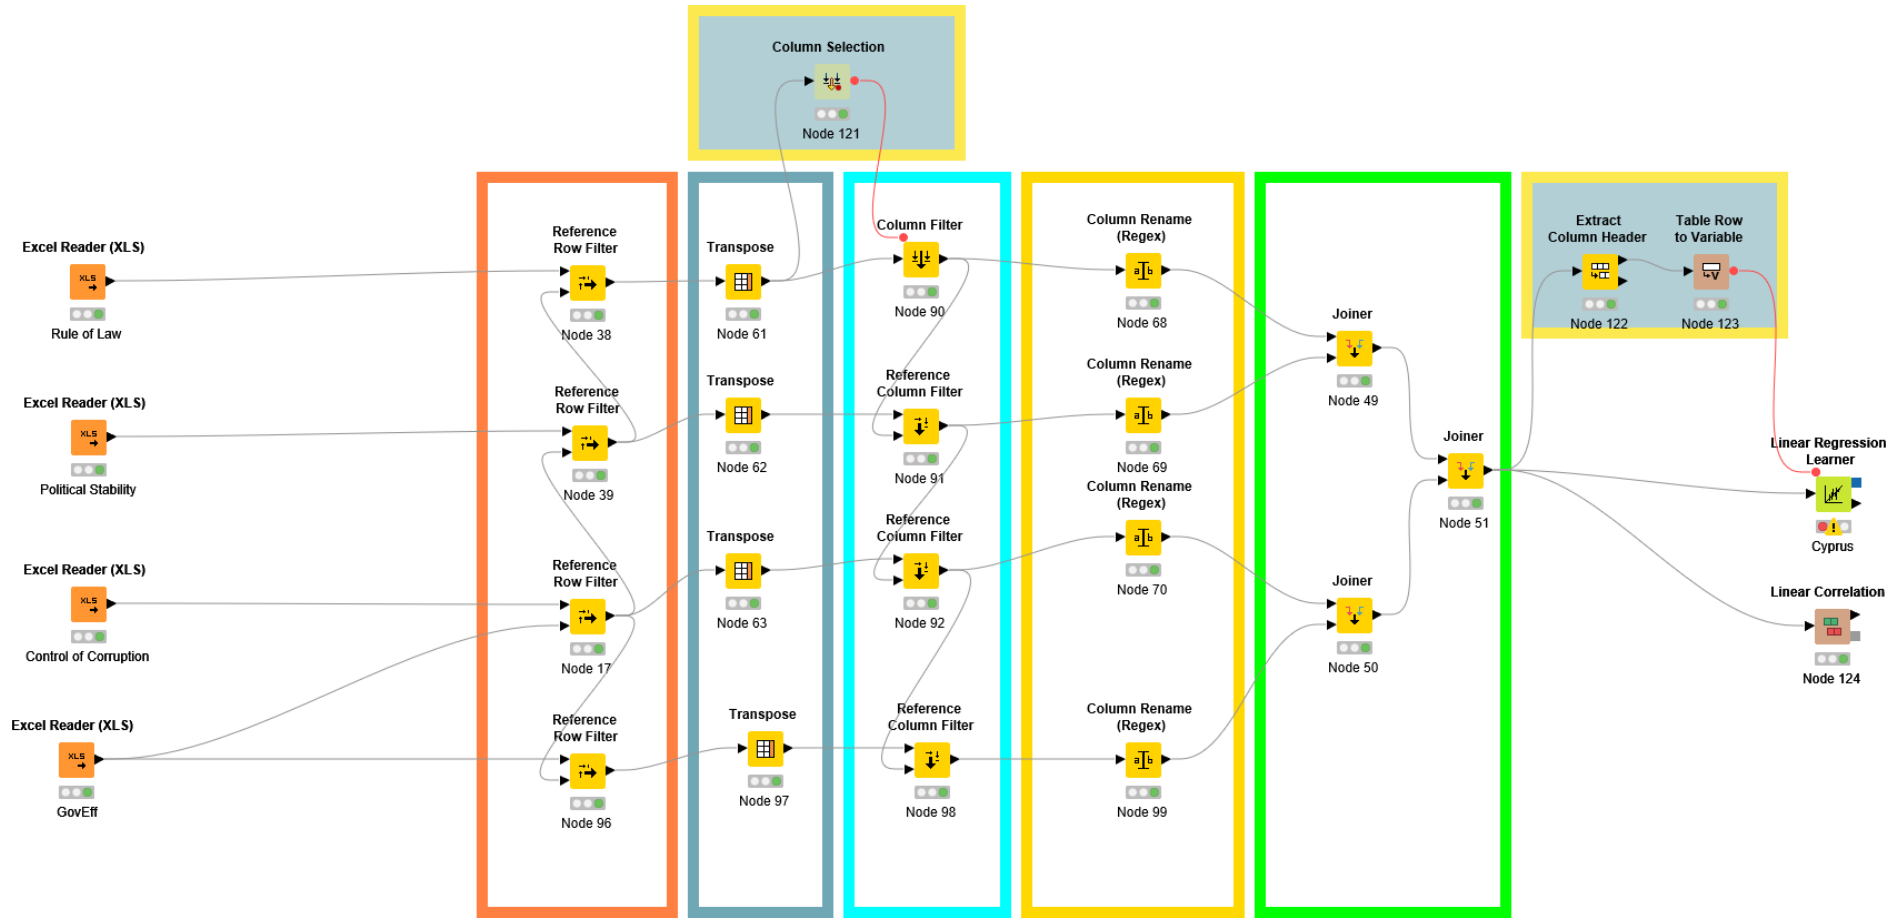 Column Selection
Node 121
Excel Reader (XLS)
XLS
Rule of Law
Reference
Row Filter
Node 38
Transpose
Node 61
Column Filter
Node 90
Column Rename
(Regex)
a b
Node 68
Extract
Column Header
Node 122
Table Row
to Variable
V
Node 123
Joiner
Node 49
Excel Reader (XLS)
XLS
Political Stability
Reference
Row Filter
Node 39
Transpose
Node 62
Reference
Column Filter
Node 91
Column Rename
(Regex)
a b
Node 69
Joiner
Node 51
Linear Regression
Learner
Cyprus
Excel Reader (XLS)
XLS
Control of Corruption
Reference
Row Filter
Node 17
Transpose
Node 63
Reference
Column Filter
Node 92
Column Rename
(Regex)
a b
Node 70
Joiner
Node 50
Linear Correlation
Node 124
Excel Reader (XLS)
XLS
GovEff
Reference
Row Filter
Node 96
Transpose
Node 97
Reference
Column Filter
Node 98
Column Rename
(Regex)
a b
Node 99